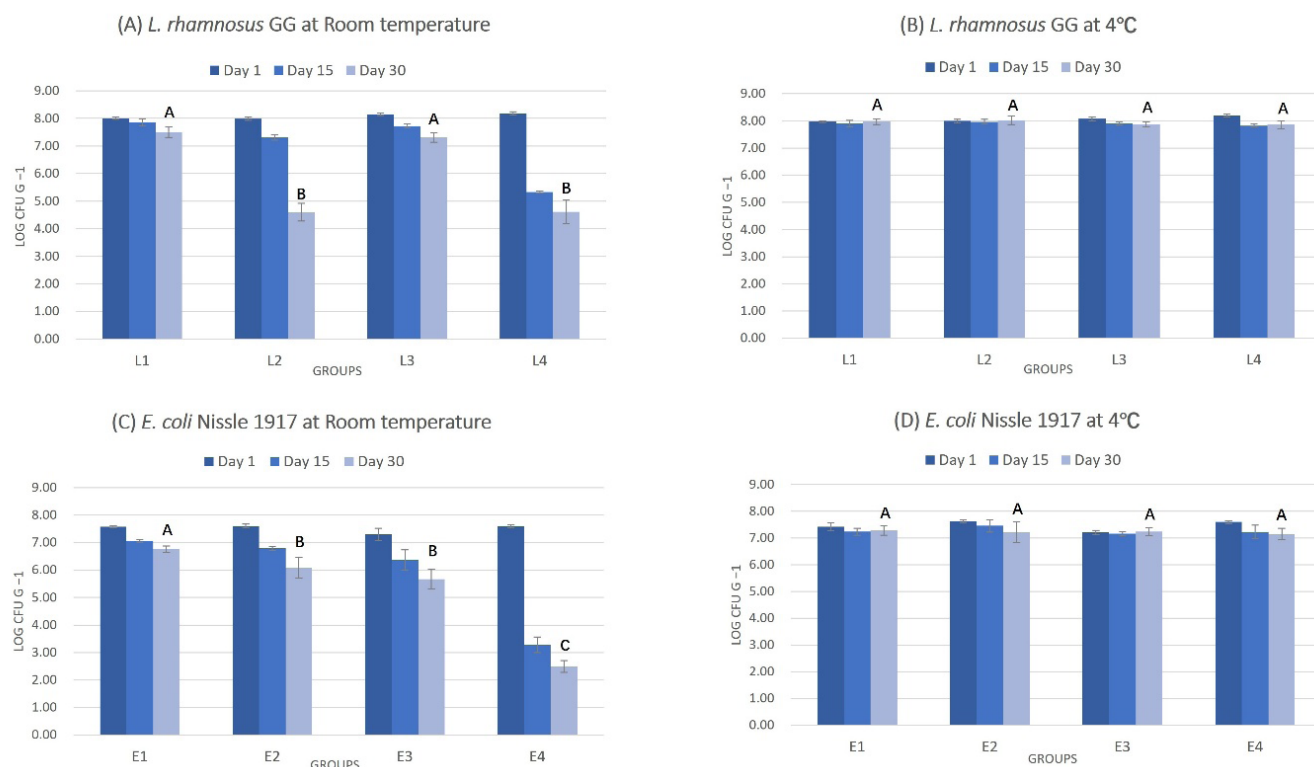 (A) L. rhamnosus GG at Room temperature
Day 1 Day 15 Day 30
9.00
8.00
7.00
6.00
5.00
4.00
3.00
2.00
1.00
0.00
LOG CFU G −1
A
B
A
B
L1 L2 L3 L4
GROUPS
(B) L. rhamnosus GG at 4℃
Day 1 Day 15 Day 30
9.00
8.00
7.00
6.00
5.00
4.00
3.00
2.00
1.00
0.00
LOG CFU G −1
A
A
A
A
L1 L2 L3 L4
GROUPS
(C) E. coli Nissle 1917 at Room temperature
Day 1 Day 15 Day 30
9.00
8.00
7.00
6.00
5.00
4.00
3.00
2.00
1.00
0.00
LOG CFU G −1
A
B
B
C
E1 E2 E3 E4
GROUPS
(D) E. coli Nissle 1917 at 4℃
Day 1 Day 15 Day 30
9.00
8.00
7.00
6.00
5.00
4.00
3.00
2.00
1.00
0.00
LOG CFU G −1
A
A
A
A
E1 E2 E3 E4
GROUPS